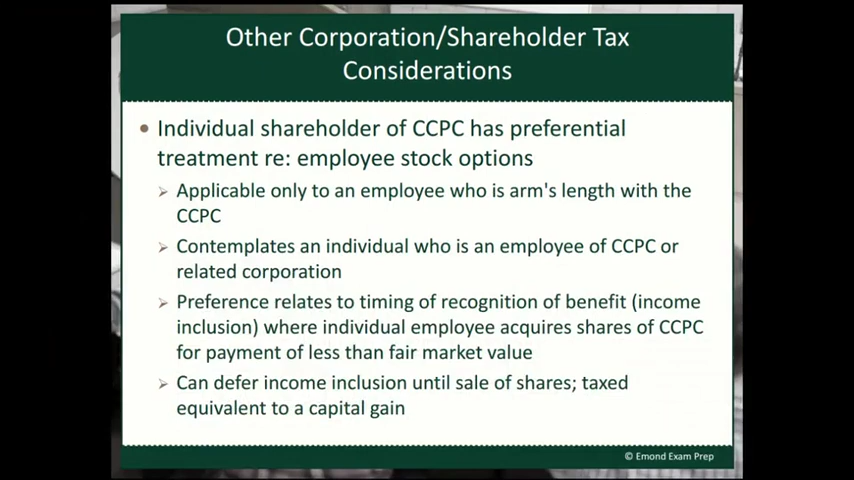 Other Corporation/Shareholder Tax
Considerations
Individual shareholder of CCPC has preferential
treatment re: employee stock options
Applicable only to an employee who is arm's length with the
CCPC
Contemplates an individual who is an employee of CCPC or
related corporation
Preference relates to timing of recognition of benefit (income
inclusion) where individual employee acquires shares of CCPC
for payment of less than fair market value
Can defer income inclusion until sale of shares; taxed
equivalent to a capital gain
© Emond Exam Prep